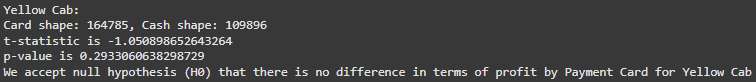 Yellow Cab:
Card shape: 164785, Cash shape: 109896
t-statistic is -1.050898652643264
p-value is 0.2933060638298729
We accept null hypothesis (H0) that there is no difference in terms of profit by Payment Card for Yellow Cab